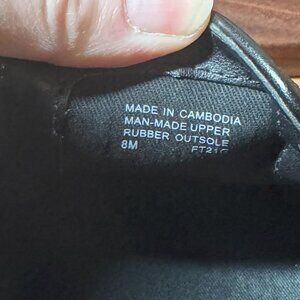 MADE IN CAMBODIA
MAN-MADE UPPER
RUBBER OUTSOLE
8M